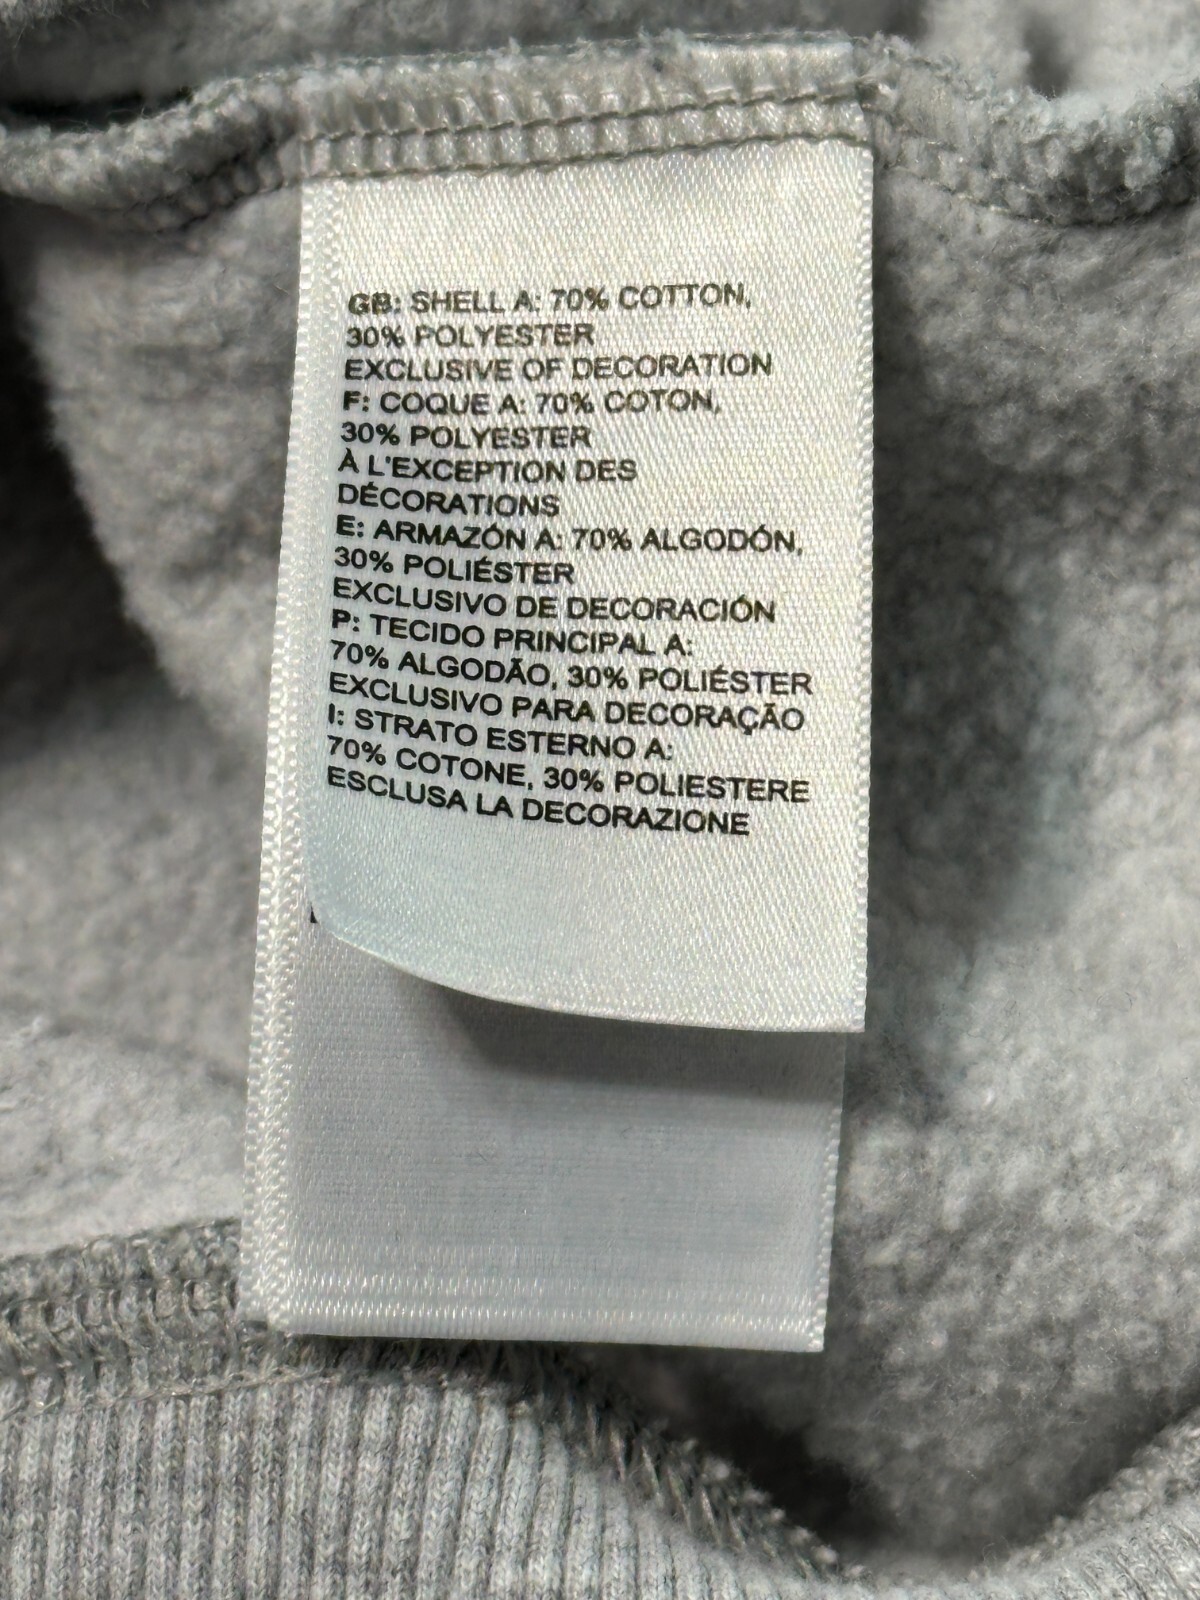 GB: SHELL A: 70% COTTON,
30% POLYESTER
EXCLUSIVE OF DECORATION
F: COQUE A: 70% COTON,
30% POLYESTER
À L'EXCEPTION DES
DÉCORATIONS
E: ARMAZÓN A: 70% ALGODÓN,
30% POLIÉSTER
EXCLUSIVO DE DECORACIÓN
P: TECIDO PRINCIPAL A:
70% ALGODÃO, 30% POLIÉSTER
EXCLUSIVO PARA DECORAÇÃO
I: STRATO ESTERNO A:
70% COTONE, 30% POLIESTERE
ESCLUSA LA DECORAZIONE